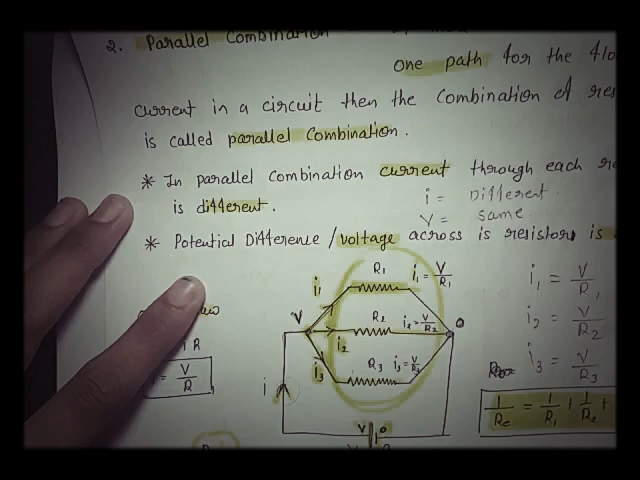 2. Parallel Combination
one path for the flo
current in a circuit then the combination of res
is called parallel Combination.
* In parallel Combination current through each re
is different.
i = Different
V = same.
* Potential Difference / voltage across is resistors is
R1 i1 = V/R1
i1
V
R2 i2 = V/R2
i2
0
i3
R3 i3 = V/R3
i
V 0
i R
= V/R
i1 = V/R1
i2 = V/R2
i3 = V/R3
1/Re = 1/R1 + 1/R2 +